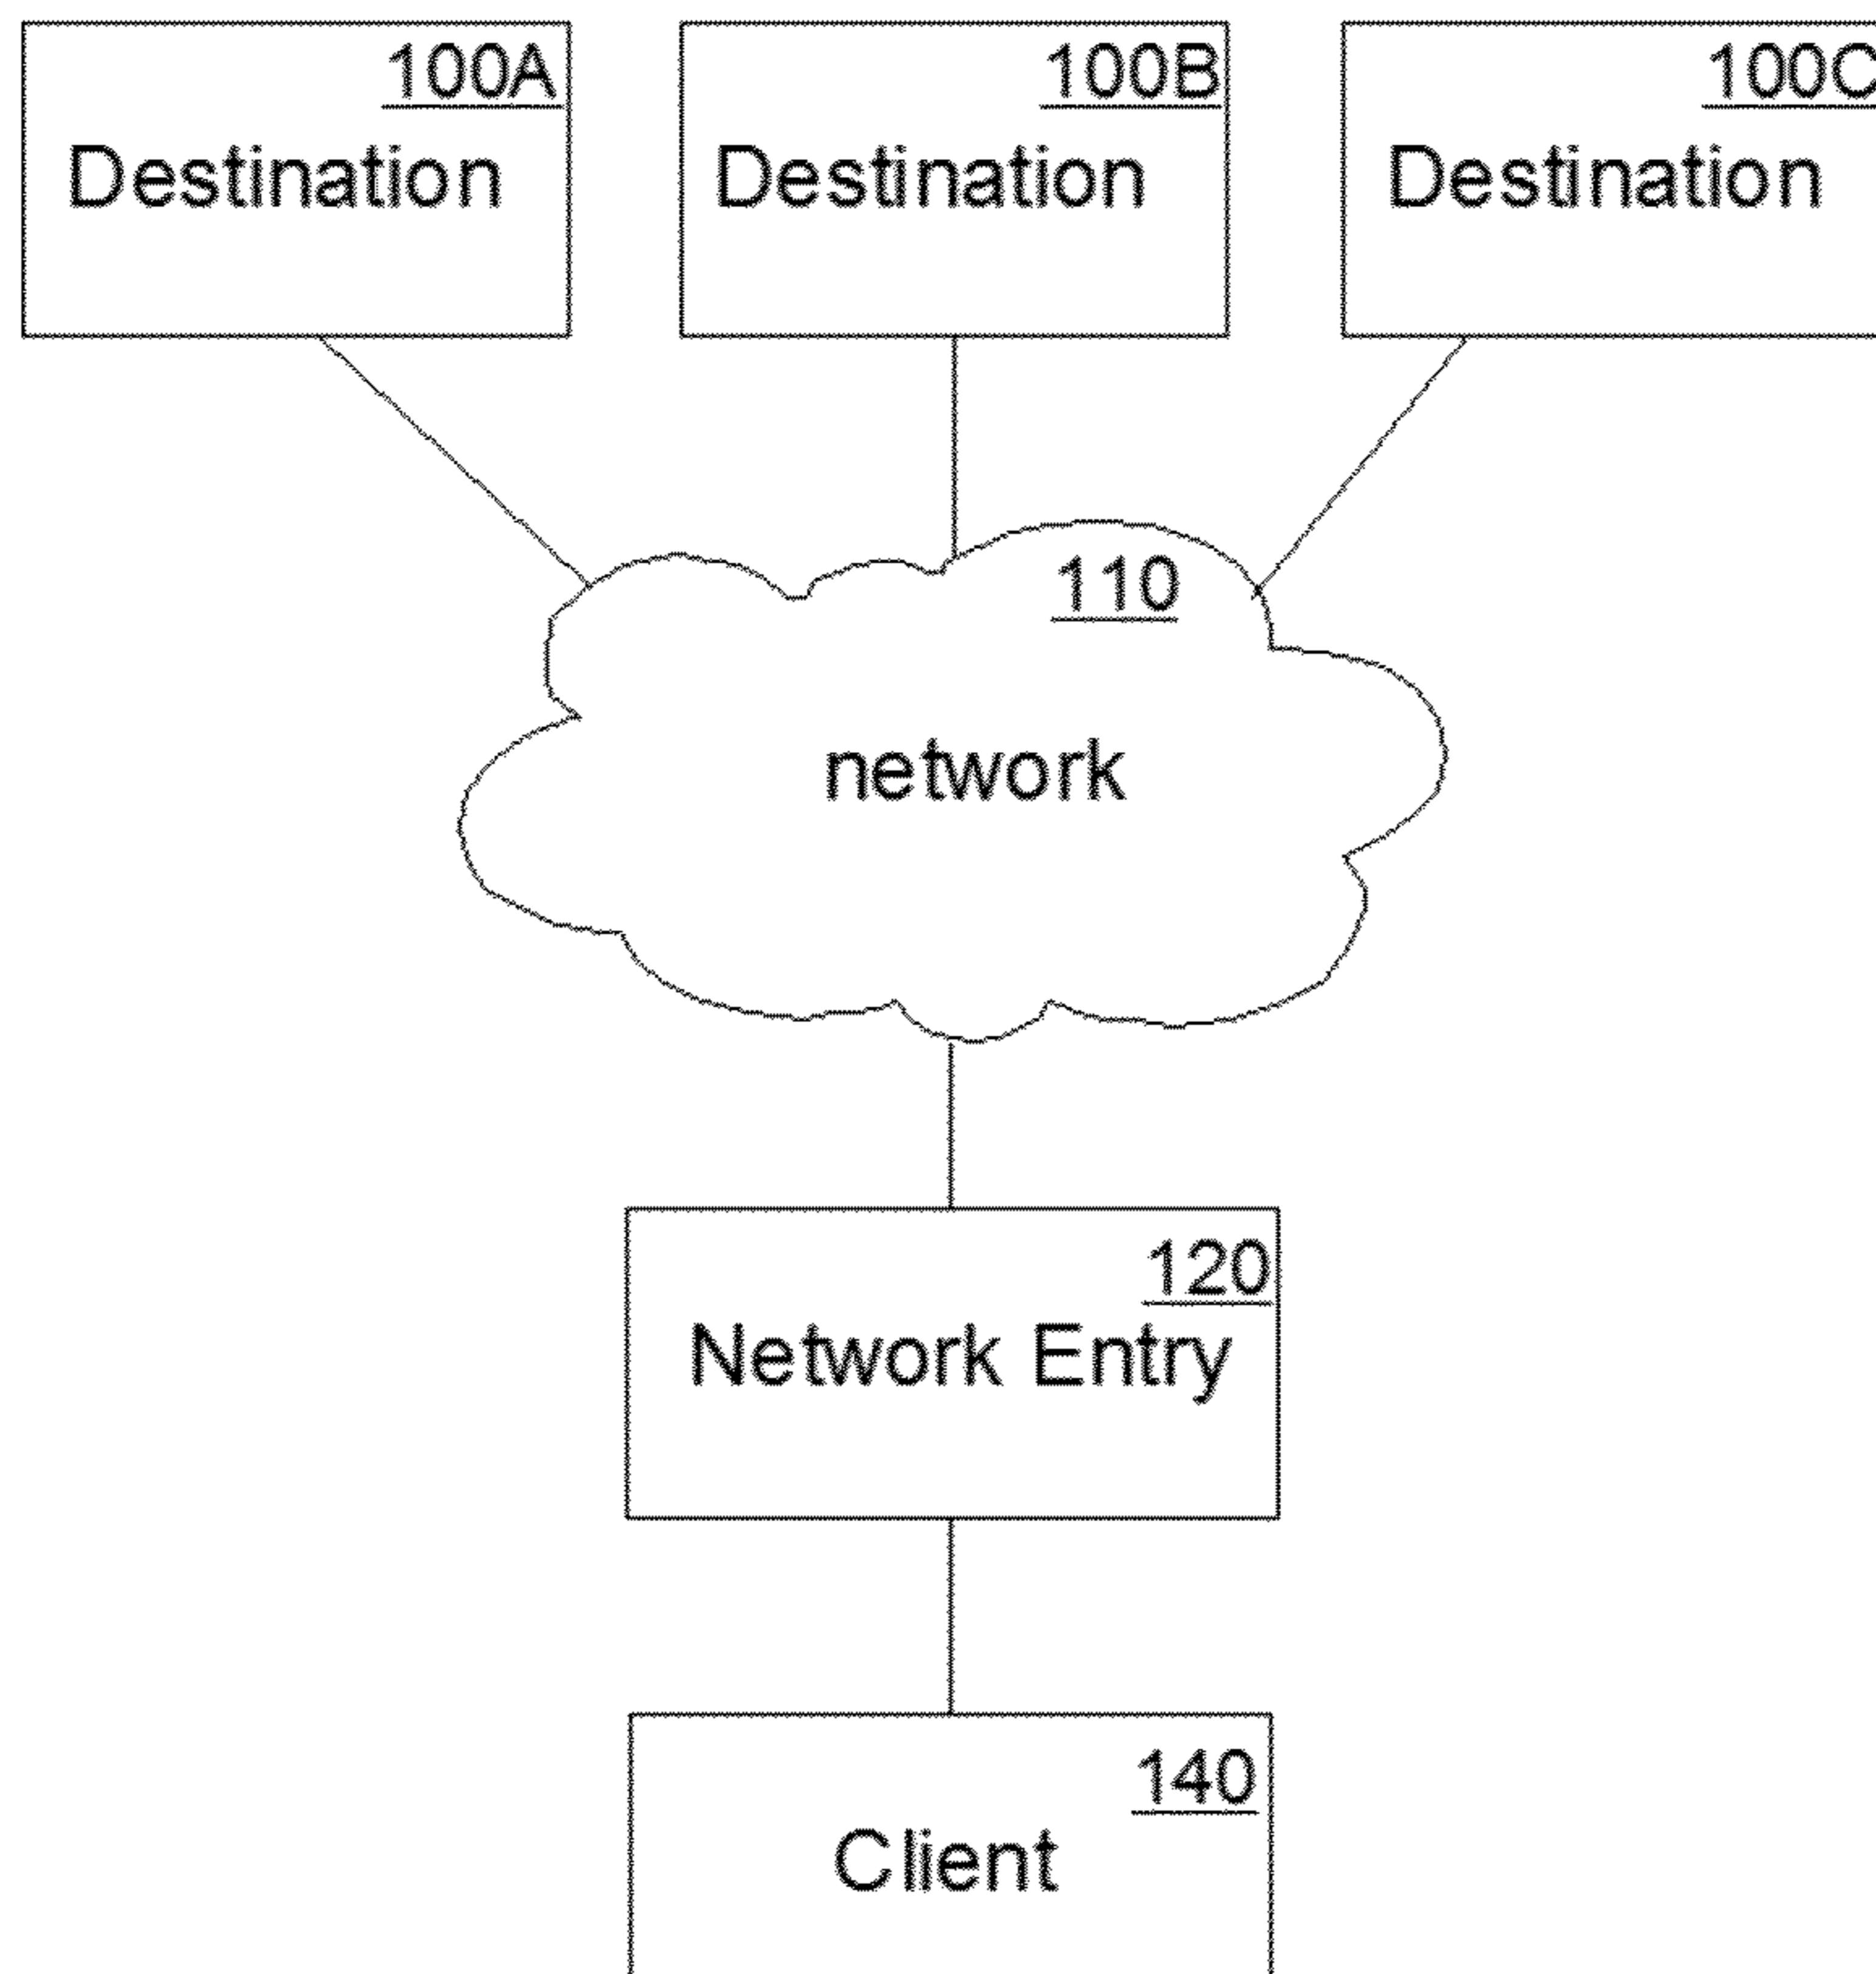 100A
Destination
100B
Destination
100C
Destination
110
network
120
Network Entry
140
Client